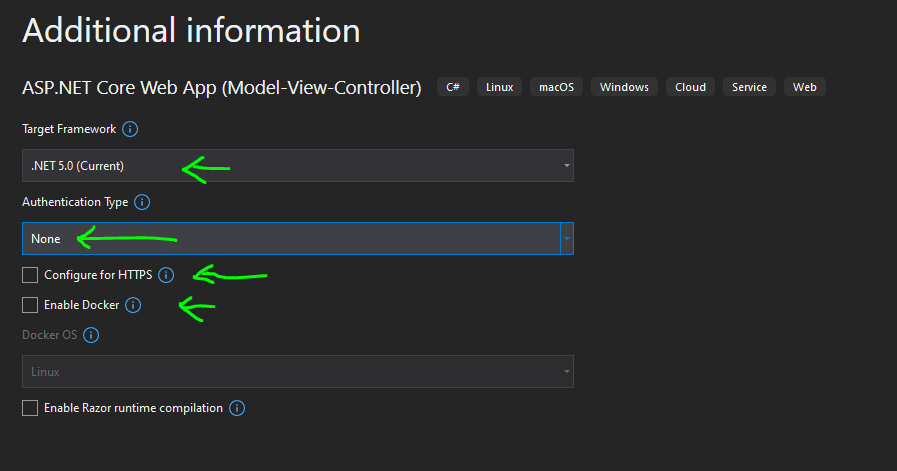 Additional information
ASP.NET Core Web App (Model-View-Controller) C# Linux macOS Windows Cloud Service Web
Target Framework
.NET 5.0 (Current)
Authentication Type
None
Configure for HTTPS
Enable Docker
Docker OS
Linux
Enable Razor runtime compilation